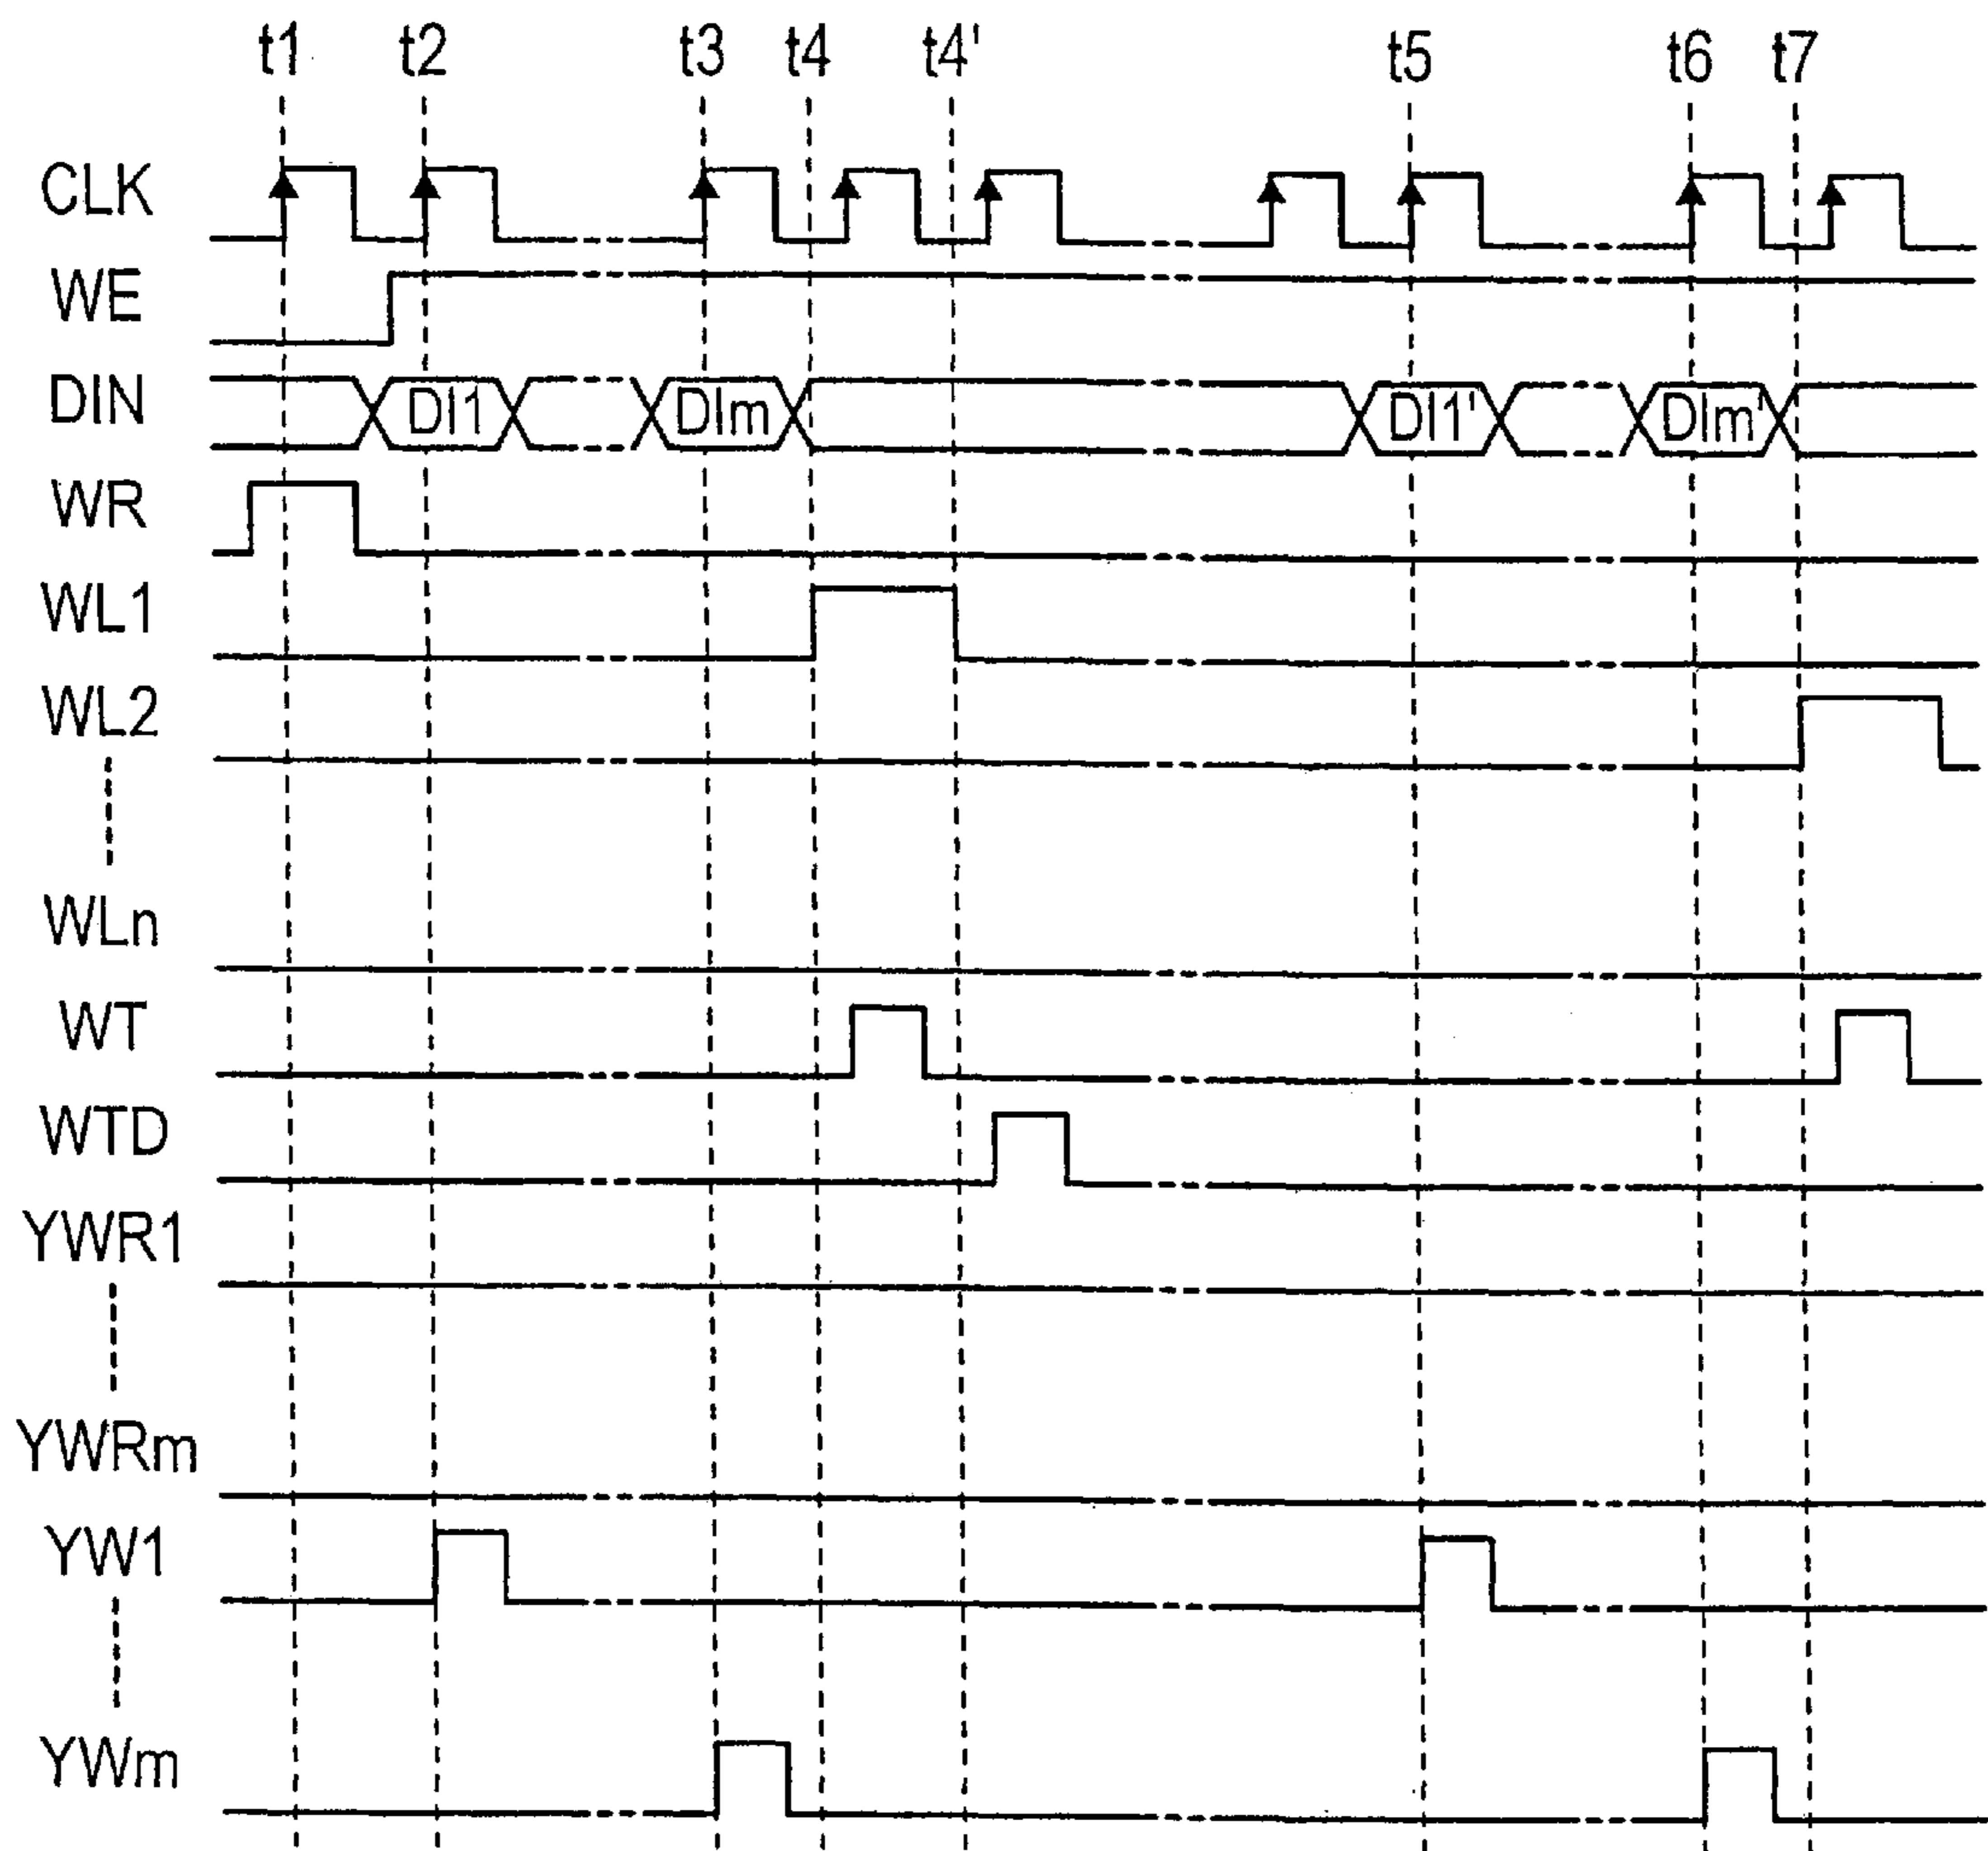 t1 t2 t3 t4 t4' t5 t6 t7
CLK
WE
DIN DI1 DIm DI1' DIm'
WR
WL1
WL2
WLn
WT
WTD
YWR1
YWRm
YW1
YWm